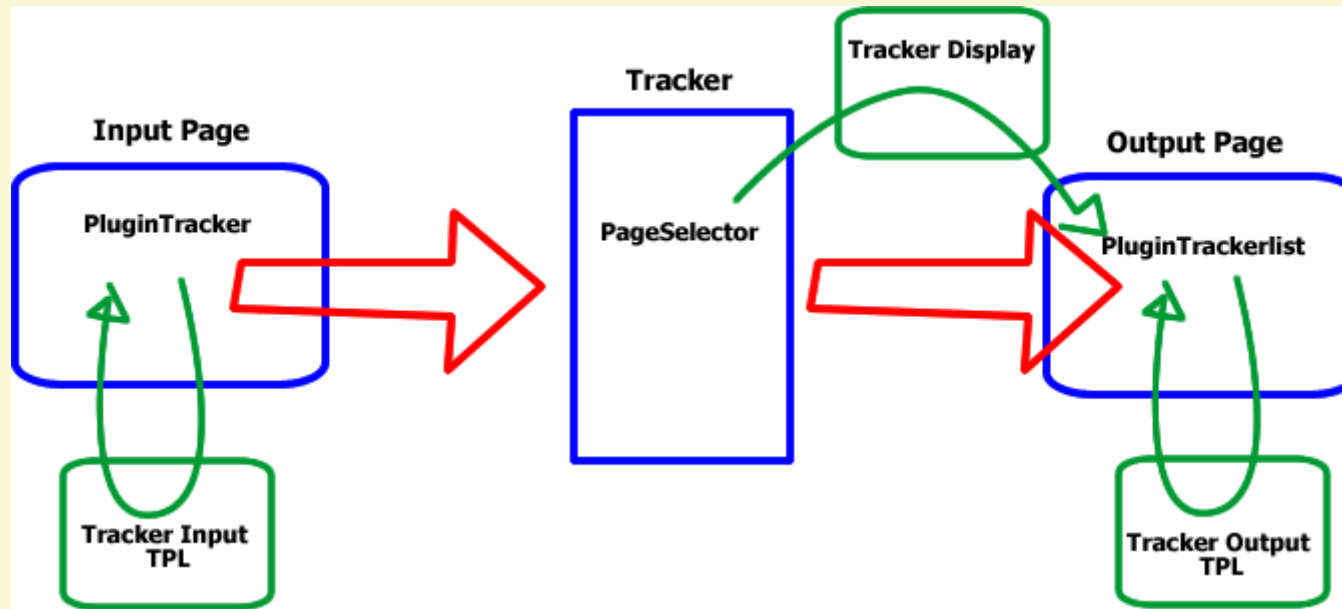 Tracker Display
Tracker
Input Page
Output Page
PluginTracker
PageSelector
PluginTrackerlist
Tracker Input
TPL
Tracker Output
TPL